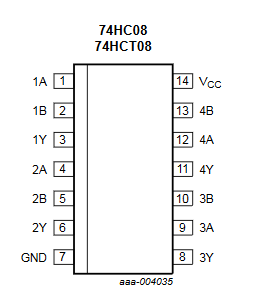 74HC08
74HCT08
1A 1 14 VCC
1B 2 13 4B
1Y 3 12 4A
2A 4 11 4Y
2B 5 10 3B
2Y 6 9 3A
GND 7 8 3Y
aaa-004035